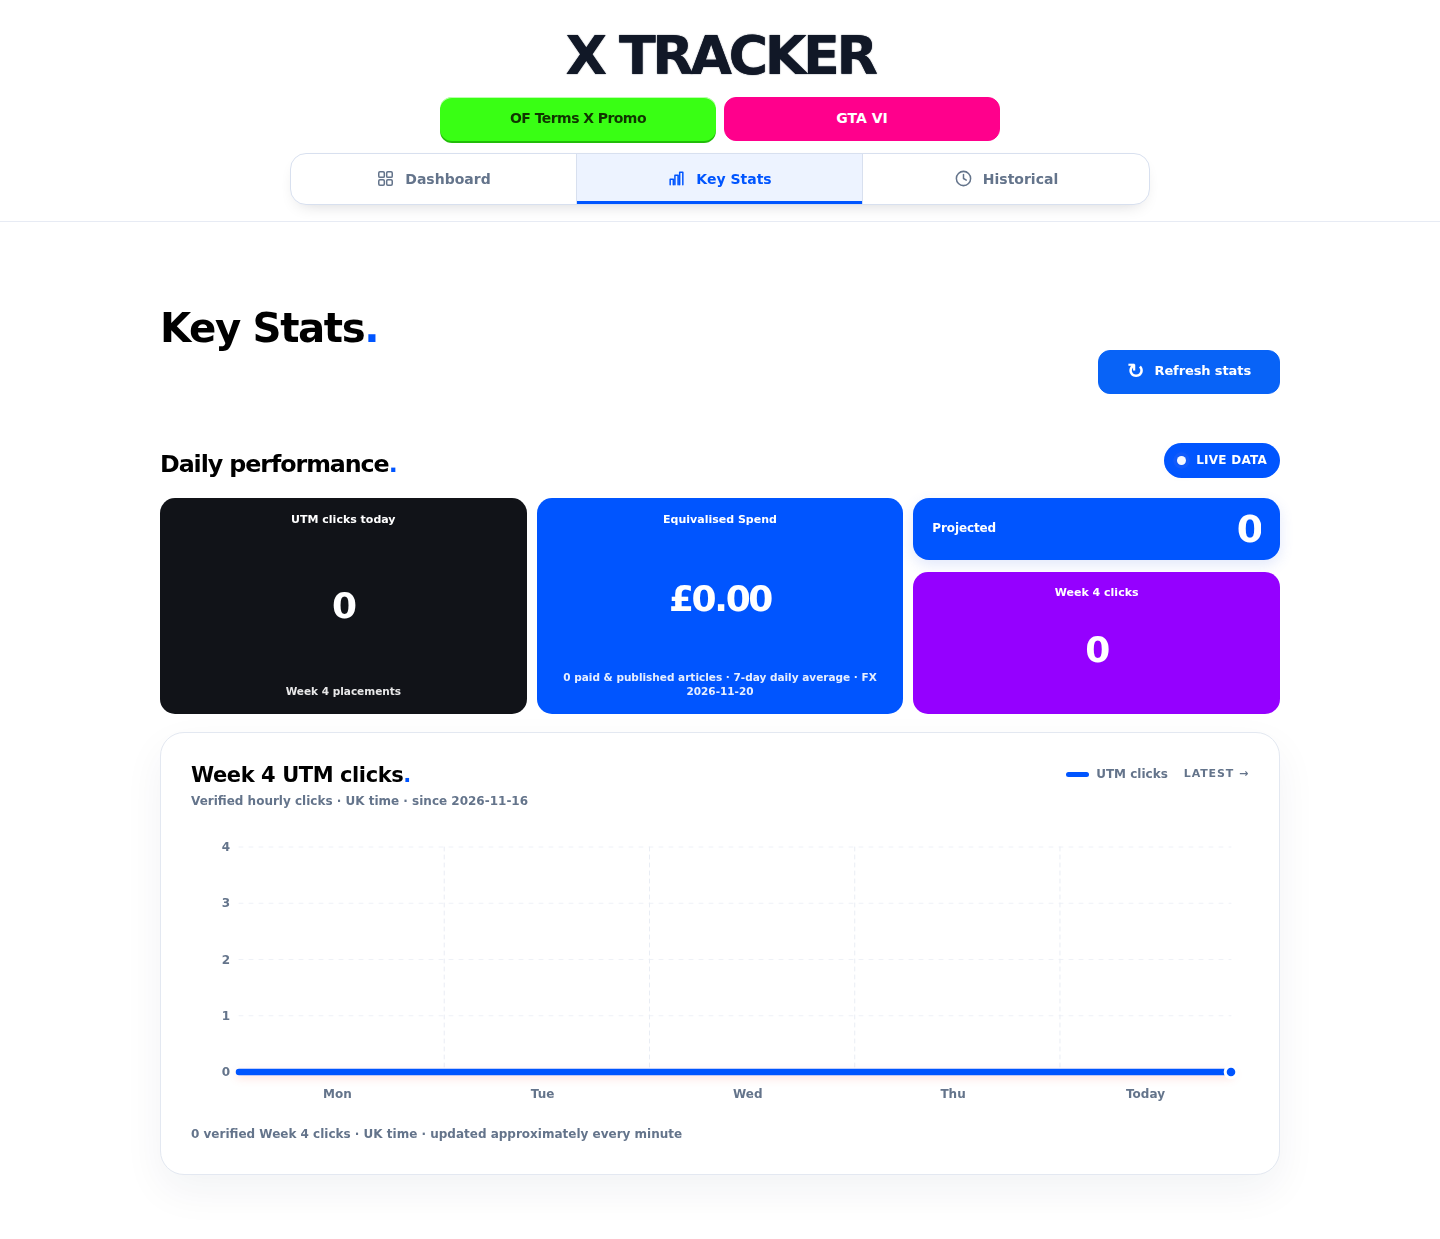 X TRACKER
OF Terms X Promo
GTA VI
Dashboard
Key Stats
Historical
Key Stats.
↻ Refresh stats
Daily performance.
LIVE DATA
UTM clicks today
0
Week 4 placements
Equivalised Spend
£0.00
0 paid & published articles · 7-day daily average · FX
2026-11-20
Projected
0
Week 4 clicks
0
Week 4 UTM clicks.
UTM clicks
LATEST →
Verified hourly clicks · UK time · since 2026-11-16
4
3
2
1
0
Mon
Tue
Wed
Thu
Today
0 verified Week 4 clicks · UK time · updated approximately every minute